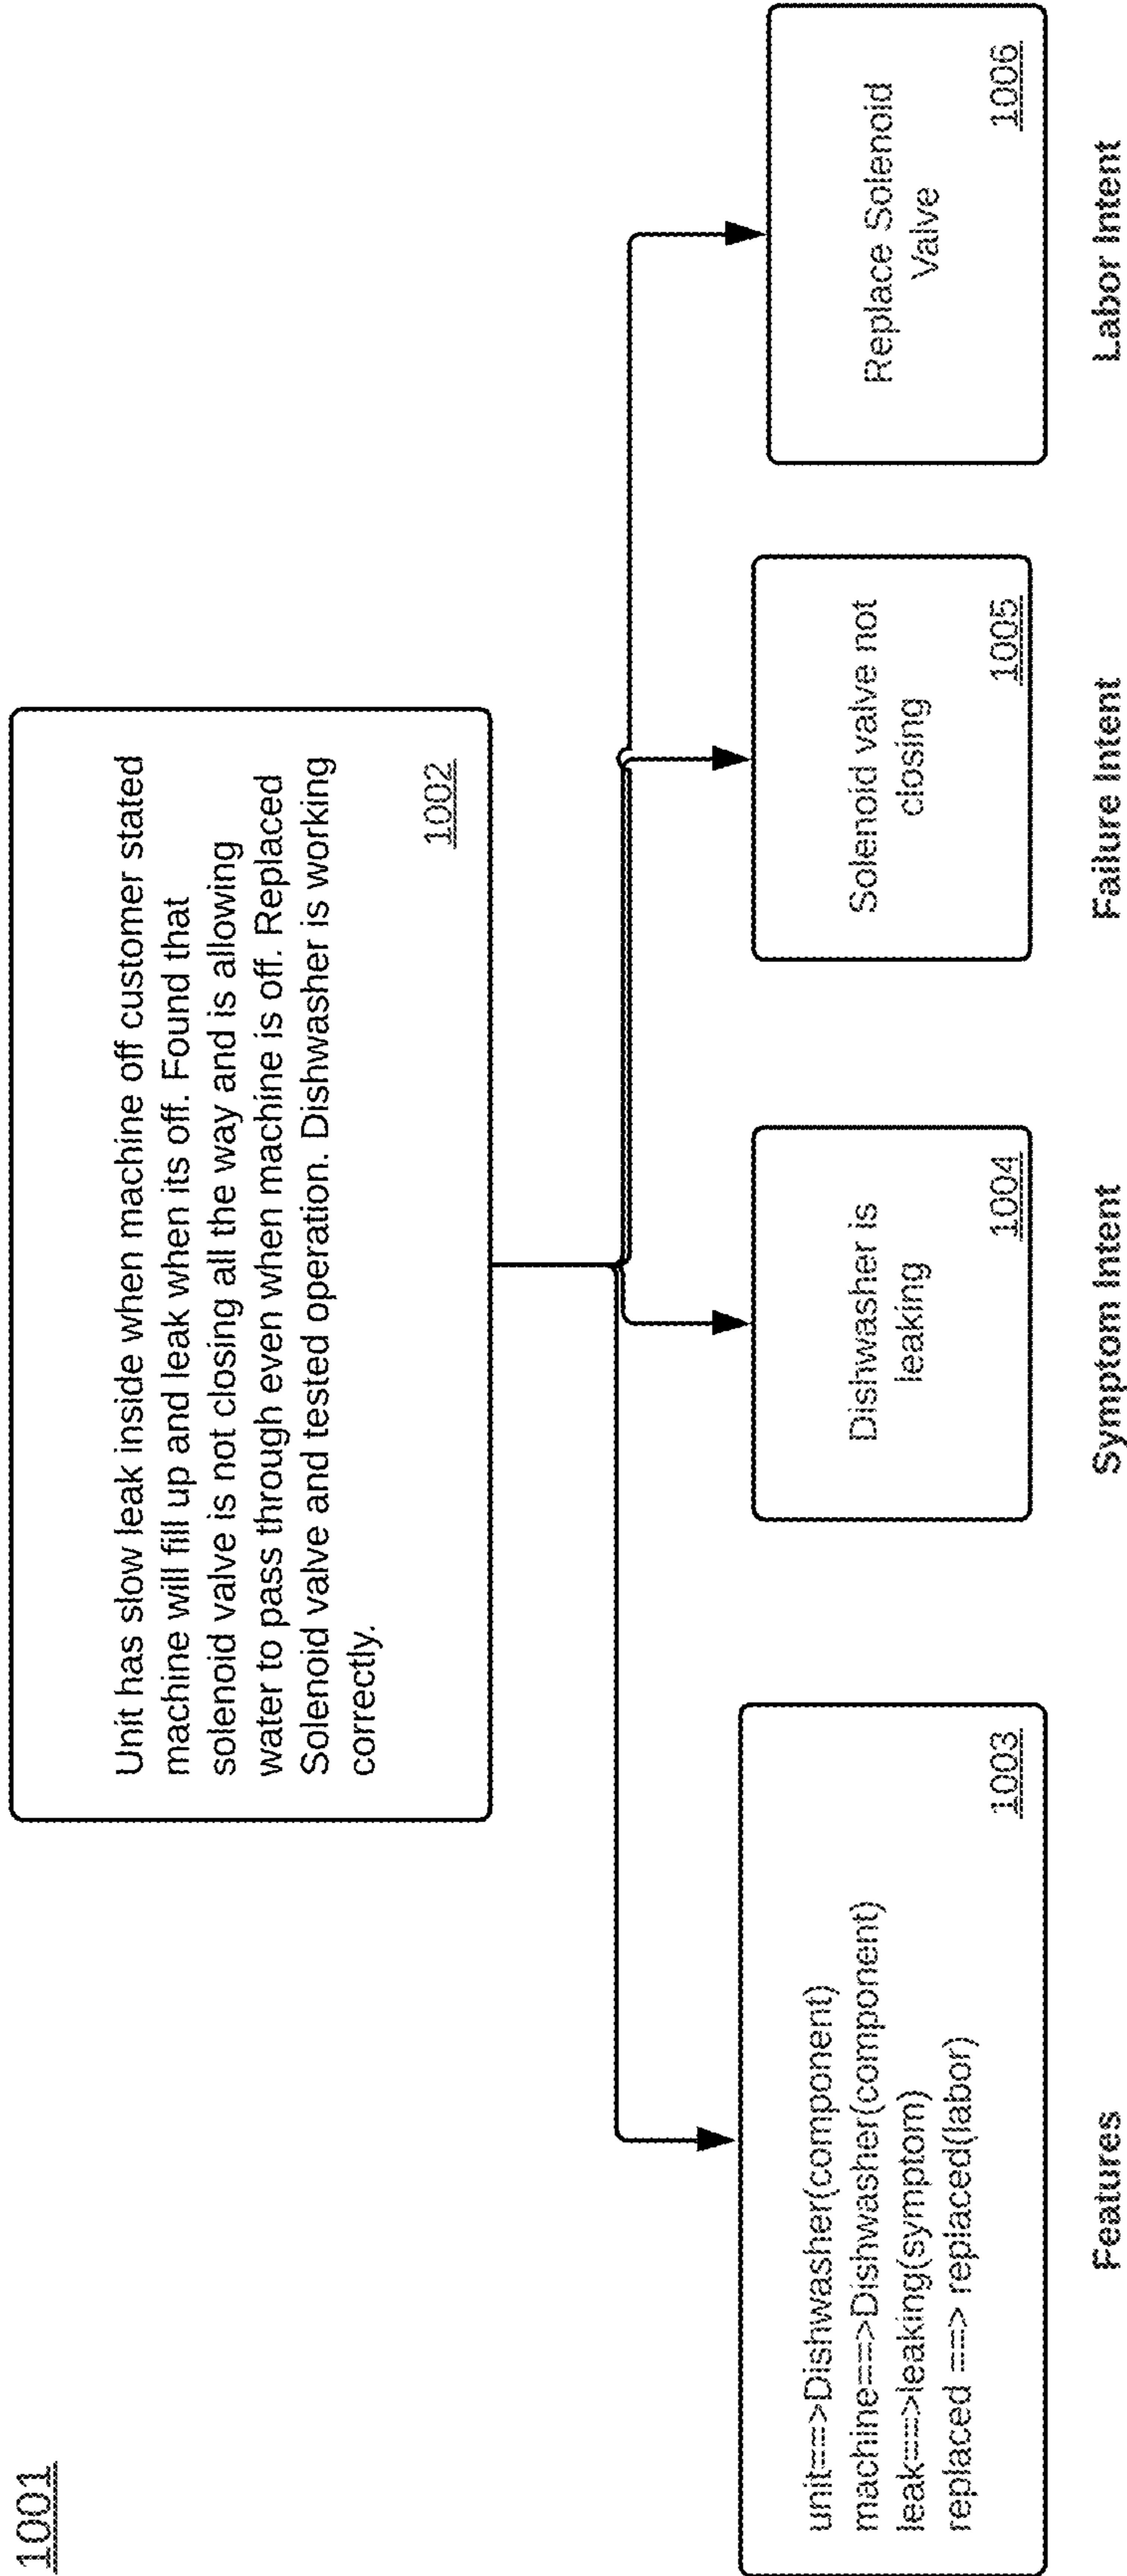 1001
Unit has slow leak inside when machine off customer stated
machine will fill up and leak when its off. Found that
solenoid valve is not closing all the way and is allowing
water to pass through even when machine is off. Replaced
Solenoid valve and tested operation. Dishwasher is working
correctly.
1002
unit==>Dishwasher(component)
machine==>Dishwasher(component)
leak==>leaking(symptom)
replaced ==> replaced(labor)
1003
Features
Dishwasher is
leaking
1004
Symptom Intent
Solenoid valve not
closing
1005
Failure Intent
Replace Solenoid
Valve
1006
Labor Intent